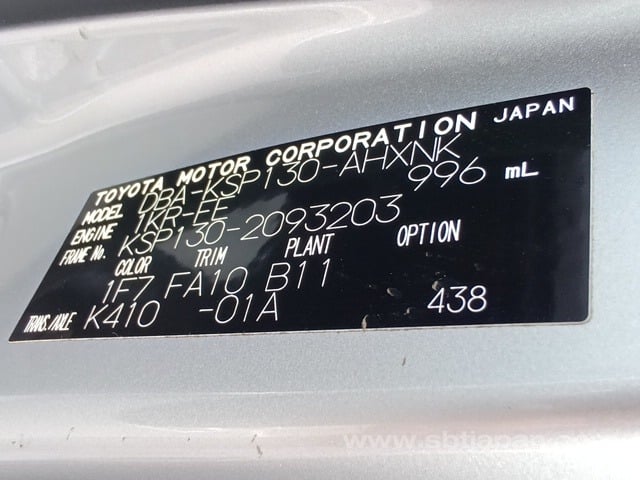 TOYOTA MOTOR CORPORATION JAPAN
MODEL DBA-KSP130-AHXNK
ENGINE 1KR-FE 996 mL
FRAME No. KSP130-2093203
COLOR TRIM PLANT OPTION
1F7 FA10 B11
TRANS./AXLE K410 -01A 438